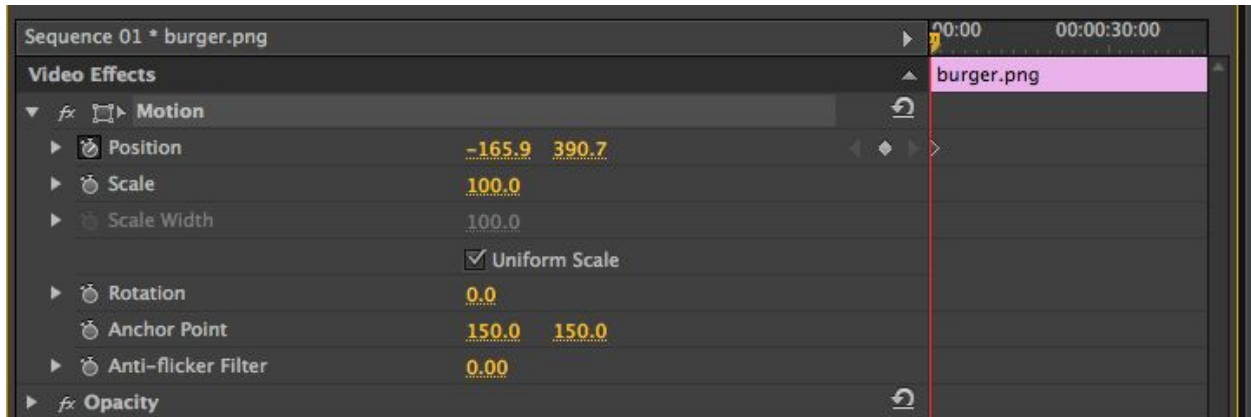 Sequence 01 * burger.png
00:00 00:00:30:00
Video Effects
burger.png
fx Motion
Position -165.9 390.7
Scale 100.0
Scale Width 100.0
Uniform Scale
Rotation 0.0
Anchor Point 150.0 150.0
Anti-flicker Filter 0.00
fx Opacity